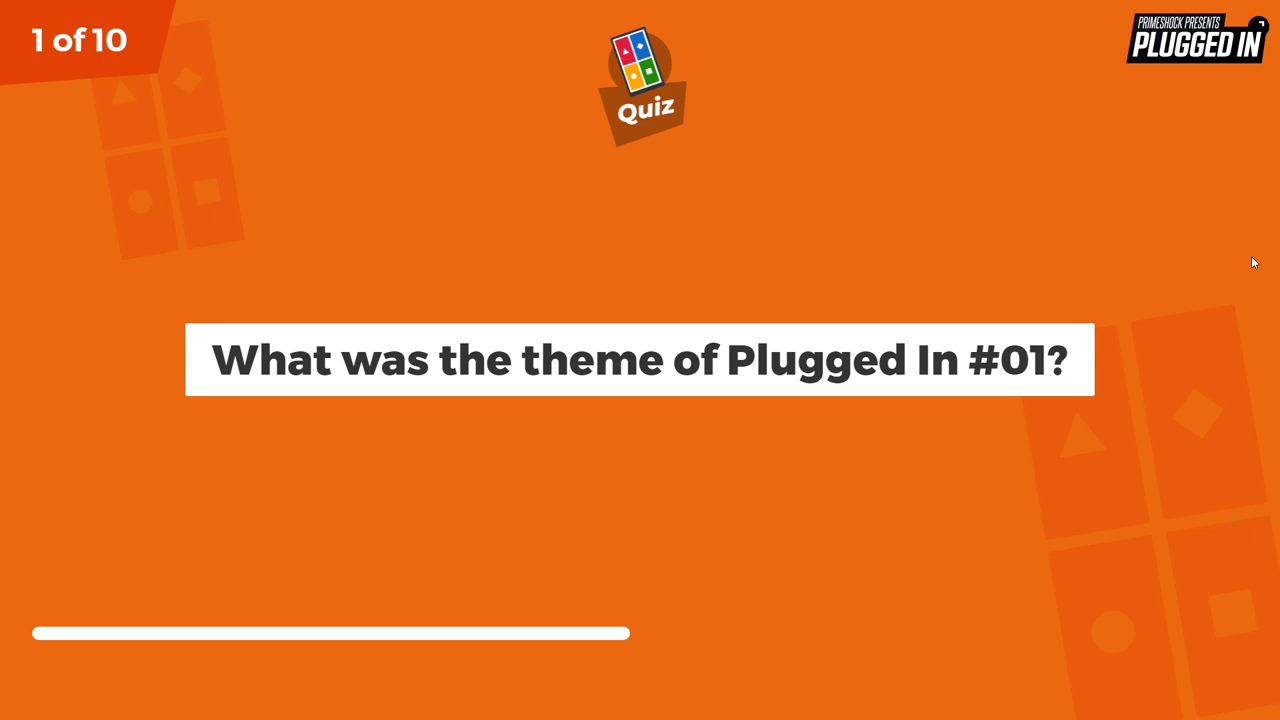 1 of 10
PRIMESHOCK PRESENTS
PLUGGED IN
Quiz
What was the theme of Plugged In #01?